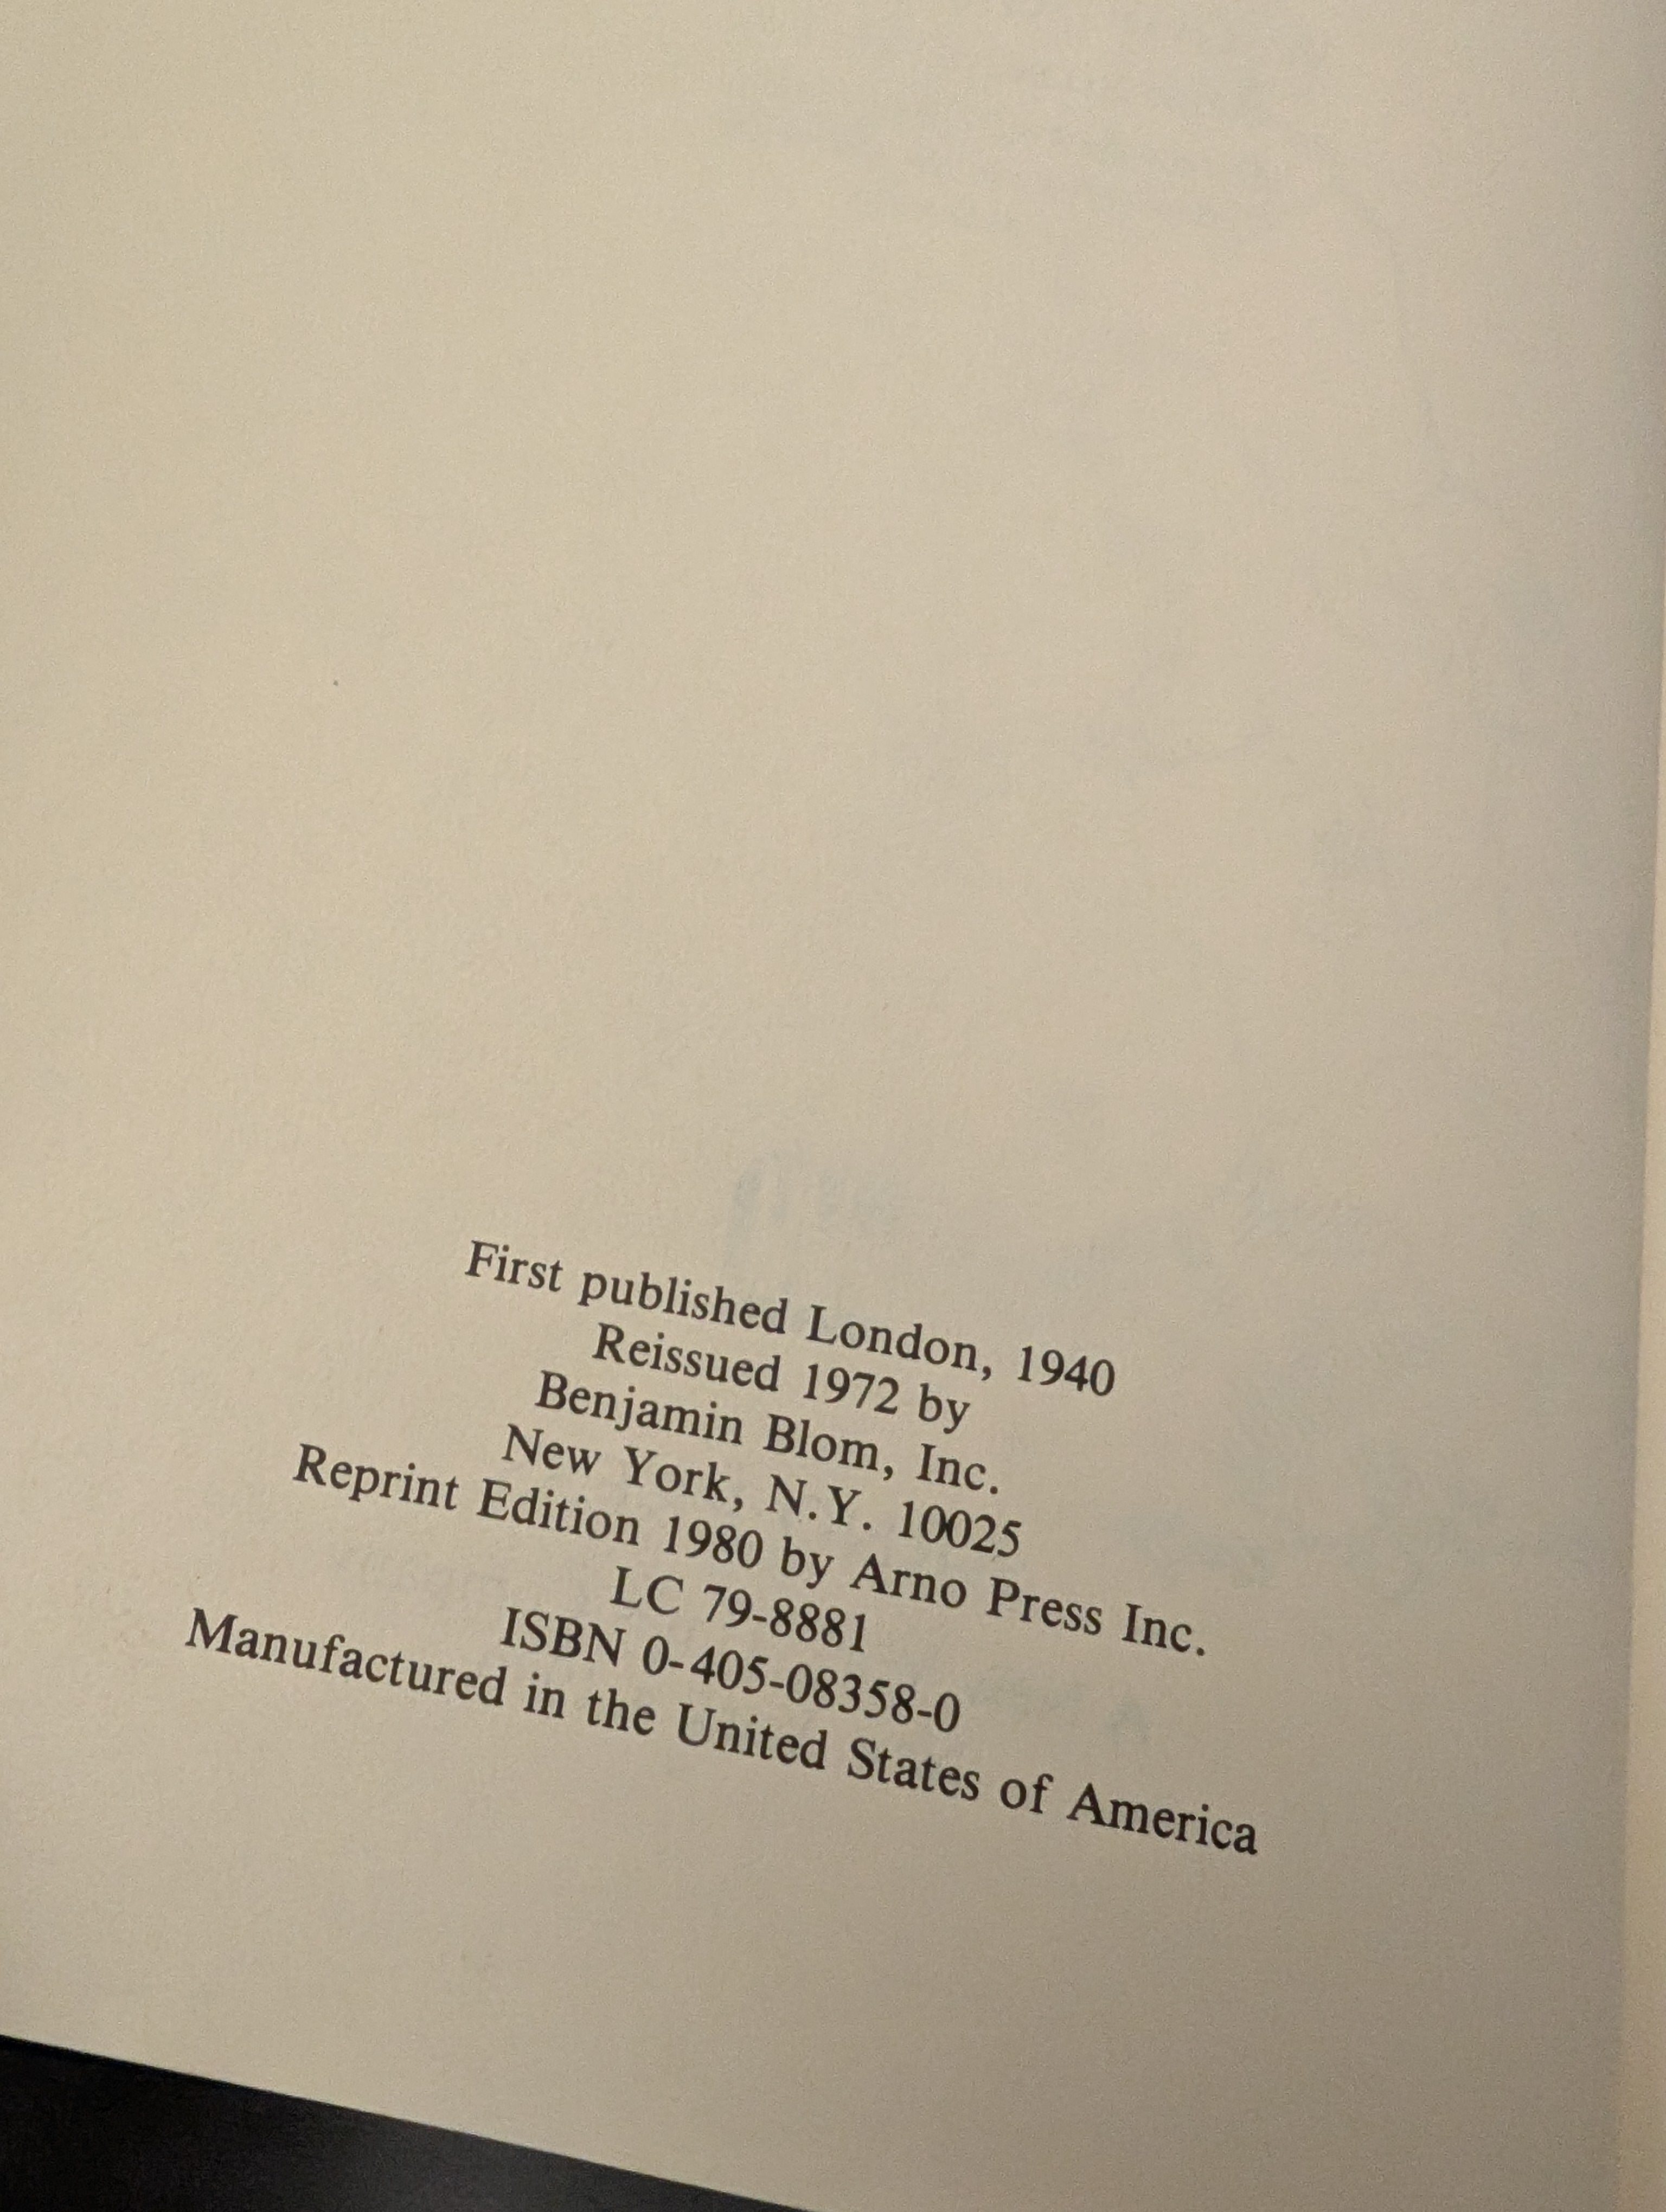 First published London, 1940
Reissued 1972 by
Benjamin Blom, Inc.
New York, N.Y. 10025
Reprint Edition 1980 by Arno Press Inc.
LC 79-8881
ISBN 0-405-08358-0
Manufactured in the United States of America